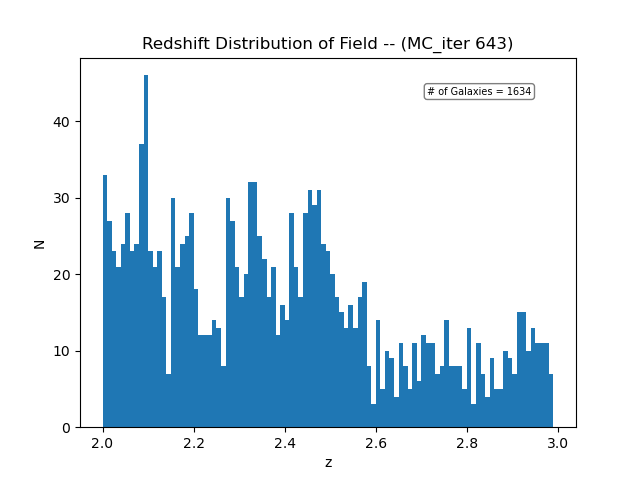 Redshift Distribution of Field -- (MC_iter 643)
# of Galaxies = 1634
N
40
30
20
10
0
2.0 2.2 2.4 2.6 2.8 3.0
z